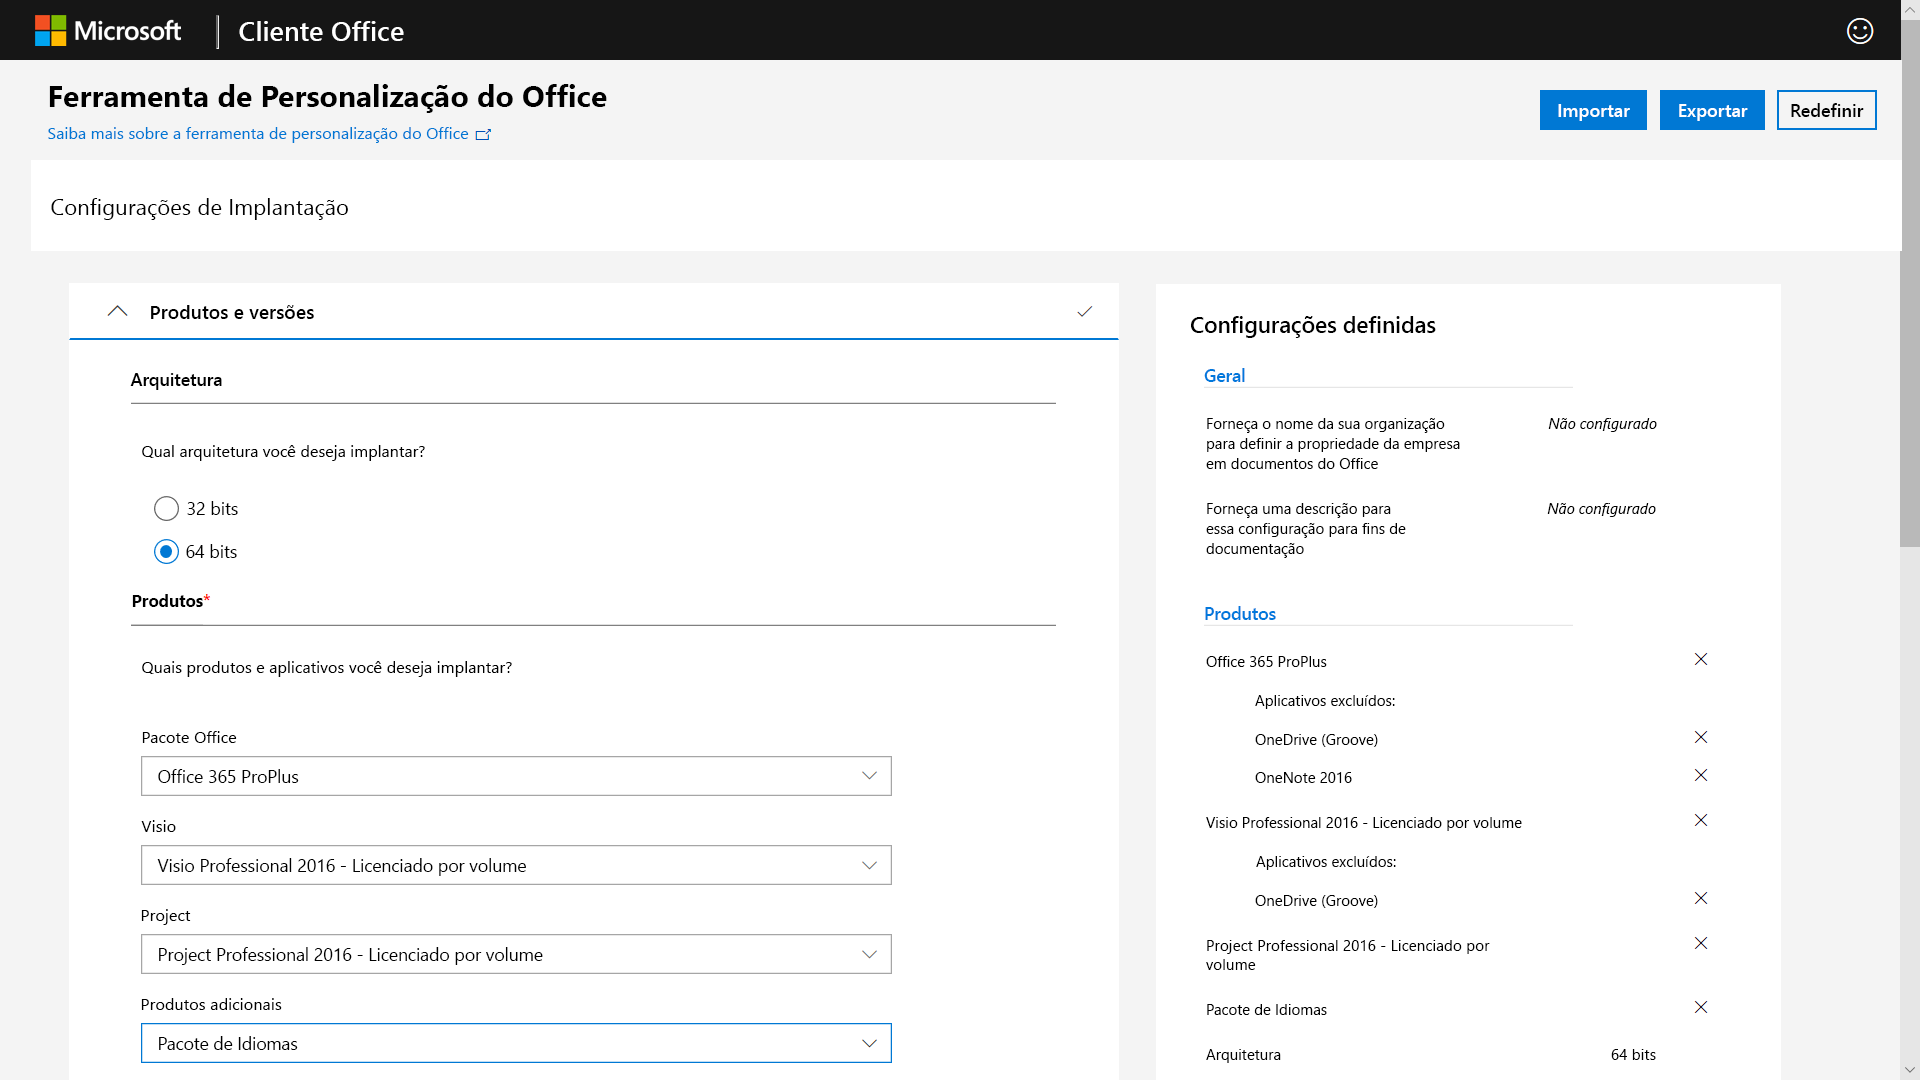 Microsoft
Cliente Office
Ferramenta de Personalização do Office
Saiba mais sobre a ferramenta de personalização do Office
Importar
Exportar
Redefinir
Configurações de Implantação
Produtos e versões
Arquitetura
Qual arquitetura você deseja implantar?
32 bits
64 bits
Produtos*
Quais produtos e aplicativos você deseja implantar?
Pacote Office
Office 365 ProPlus
Visio
Visio Professional 2016 - Licenciado por volume
Project
Project Professional 2016 - Licenciado por volume
Produtos adicionais
Pacote de Idiomas
Configurações definidas
Geral
Forneça o nome da sua organização
para definir a propriedade da empresa
em documentos do Office
Não configurado
Forneça uma descrição para
essa configuração para fins de
documentação
Não configurado
Produtos
Office 365 ProPlus
Aplicativos excluídos:
OneDrive (Groove)
OneNote 2016
Visio Professional 2016 - Licenciado por volume
Aplicativos excluídos:
OneDrive (Groove)
Project Professional 2016 - Licenciado por
volume
Pacote de Idiomas
Arquitetura
64 bits